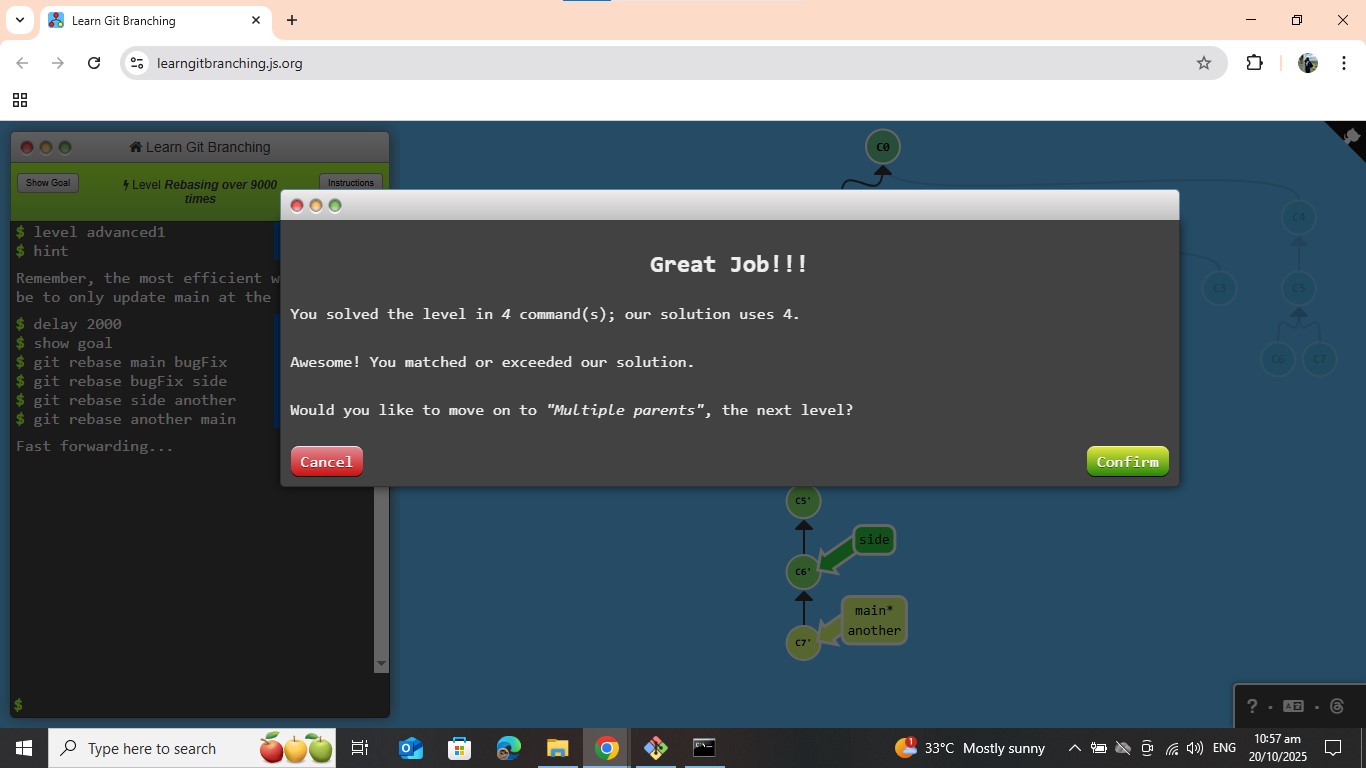 Learn Git Branching
learngitbranching.js.org
Learn Git Branching
Show Goal
Level Rebasing over 9000
times
Instructions
$ level advanced1
$ hint
Remember, the most efficient w
be to only update main at the
$ delay 2000
$ show goal
$ git rebase main bugFix
$ git rebase bugFix side
$ git rebase side another
$ git rebase another main
Fast forwarding...
$
C0
C4
C3
C5
C6
C7
Great Job!!!
You solved the level in 4 command(s); our solution uses 4.
Awesome! You matched or exceeded our solution.
Would you like to move on to "Multiple parents", the next level?
Cancel
Confirm
C5'
side
C6'
main*
another
C7'
?
Type here to search
1
33°C Mostly sunny
ENG
10:57 am
20/10/2025